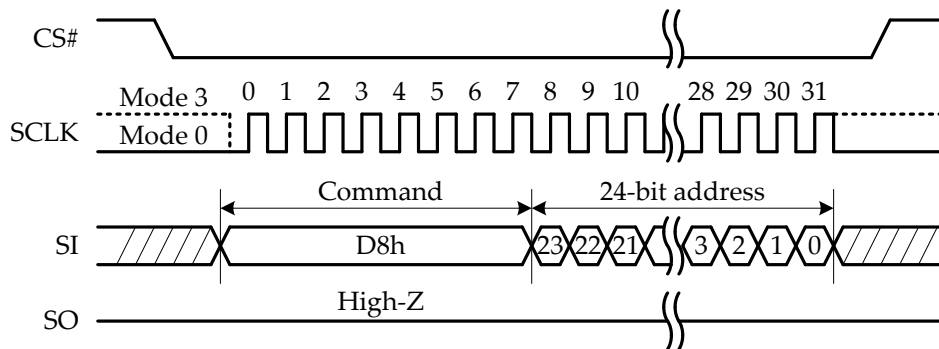 CS#
Mode 3 0 1 2 3 4 5 6 7 8 9 10 28 29 30 31
SCLK Mode 0
Command 24-bit address
SI D8h 23 22 21 3 2 1 0
High-Z
SO